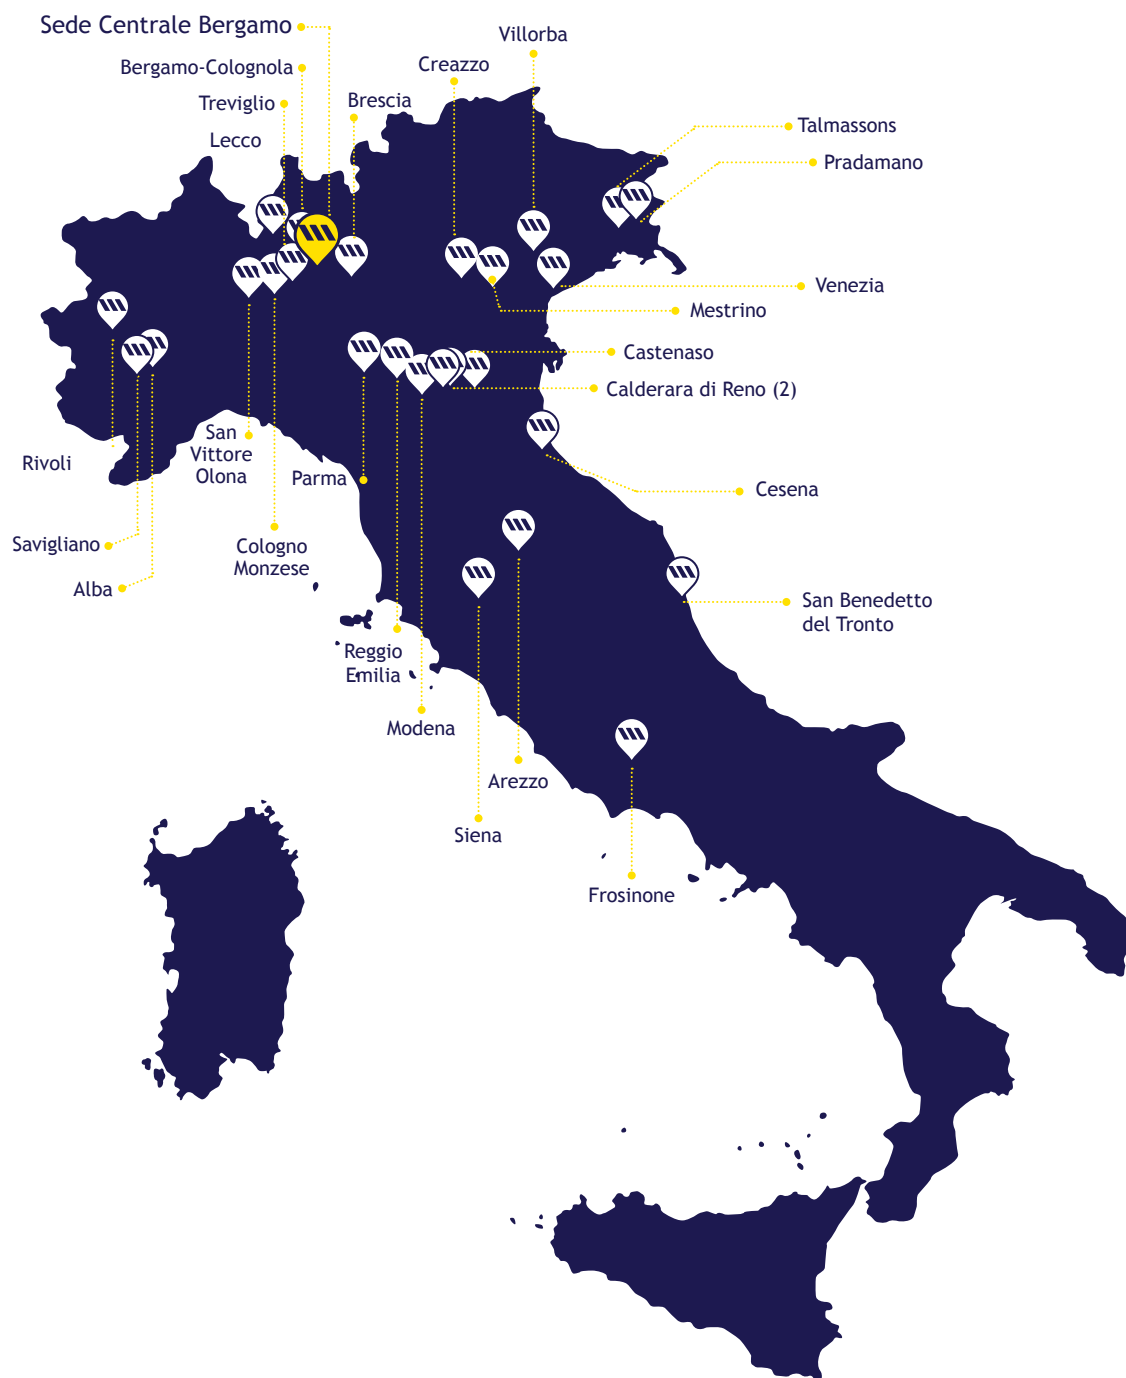 Sede Centrale Bergamo
Villorba
Bergamo-Colognola
Creazzo
Treviglio
Brescia
Talmassons
Lecco
Pradamano
Venezia
Mestrino
Castenaso
Calderara di Reno (2)
Rivoli
San
Vittore
Olona
Parma
Cesena
Savigliano
Cologno
Monzese
Alba
San Benedetto
del Tronto
Reggio
Emilia
Modena
Arezzo
Siena
Frosinone